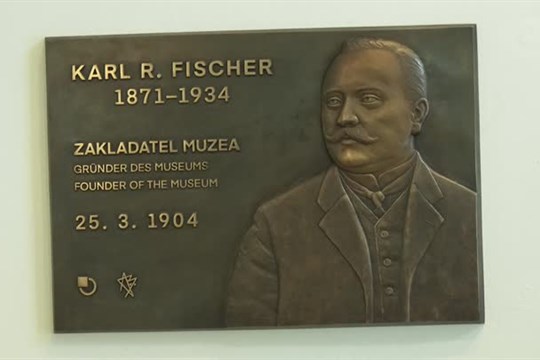 KARL R. FISCHER
1871–1934
ZAKLADATEL MUZEA
GRÜNDER DES MUSEUMS
FOUNDER OF THE MUSEUM
25. 3. 1904